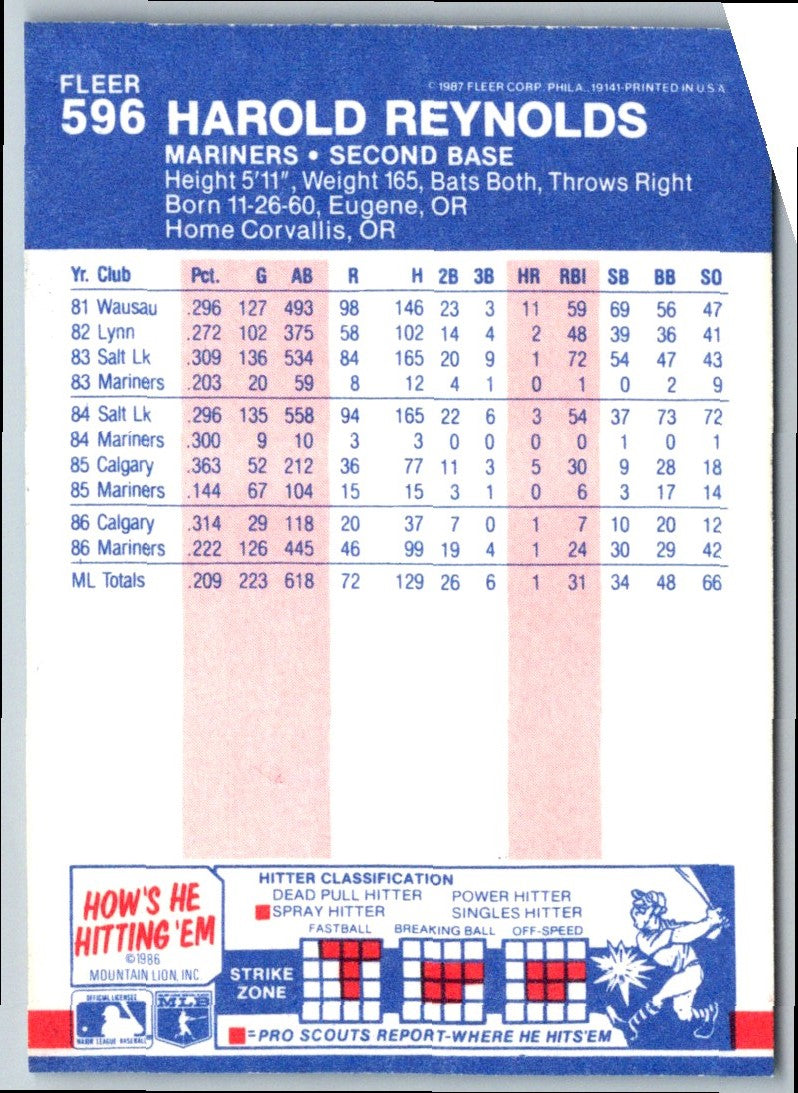 FLEER © 1987 FLEER CORP. PHILA., 19141-PRINTED IN U.S.A.
596 HAROLD REYNOLDS
MARINERS • SECOND BASE
Height 5'11", Weight 165, Bats Both, Throws Right
Born 11-26-60, Eugene, OR
Home Corvallis, OR
Yr. Club Pct. G AB R H 2B 3B HR RBI SB BB SO
81 Wausau .296 127 493 98 146 23 3 11 59 69 56 47
82 Lynn .272 102 375 58 102 14 4 2 48 39 36 41
83 Salt Lk .309 136 534 84 165 20 9 1 72 54 47 43
83 Mariners .203 20 59 8 12 4 1 0 1 0 2 9
84 Salt Lk .296 135 558 94 165 22 6 3 54 37 73 72
84 Mariners .300 9 10 3 3 0 0 0 0 1 0 1
85 Calgary .363 52 212 36 77 11 3 5 30 9 28 18
85 Mariners .144 67 104 15 15 3 1 0 6 3 17 14
86 Calgary .314 29 118 20 37 7 0 1 7 10 20 12
86 Mariners .222 126 445 46 99 19 4 1 24 30 29 42
ML Totals .209 223 618 72 129 26 6 1 31 34 48 66
HOW'S HE
HITTING 'EM
©1986
MOUNTAIN LION, INC
HITTER CLASSIFICATION
DEAD PULL HITTER POWER HITTER
SPRAY HITTER SINGLES HITTER
FASTBALL BREAKING BALL OFF-SPEED
STRIKE
ZONE
=PRO SCOUTS REPORT-WHERE HE HITS'EM
OFFICIAL LICENSEE
MAJOR LEAGUE BASEBALL
MLB